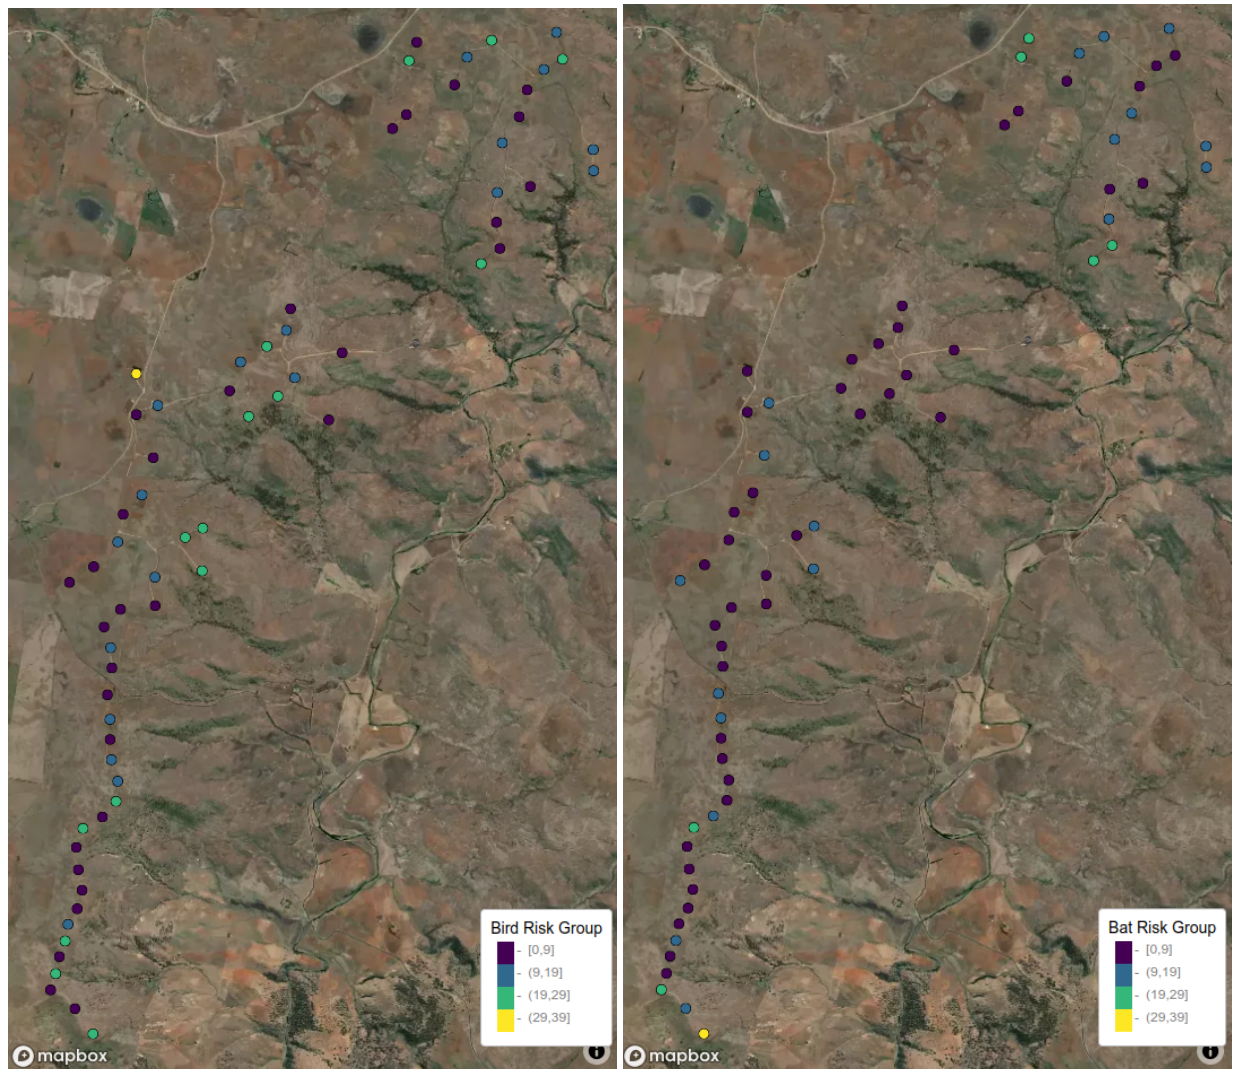 Bird Risk Group
- [0,9]
- (9,19]
- (19,29]
- (29,39]
mapbox
i
Bat Risk Group
- [0,9]
- (9,19]
- (19,29]
- (29,39]
mapbox
i